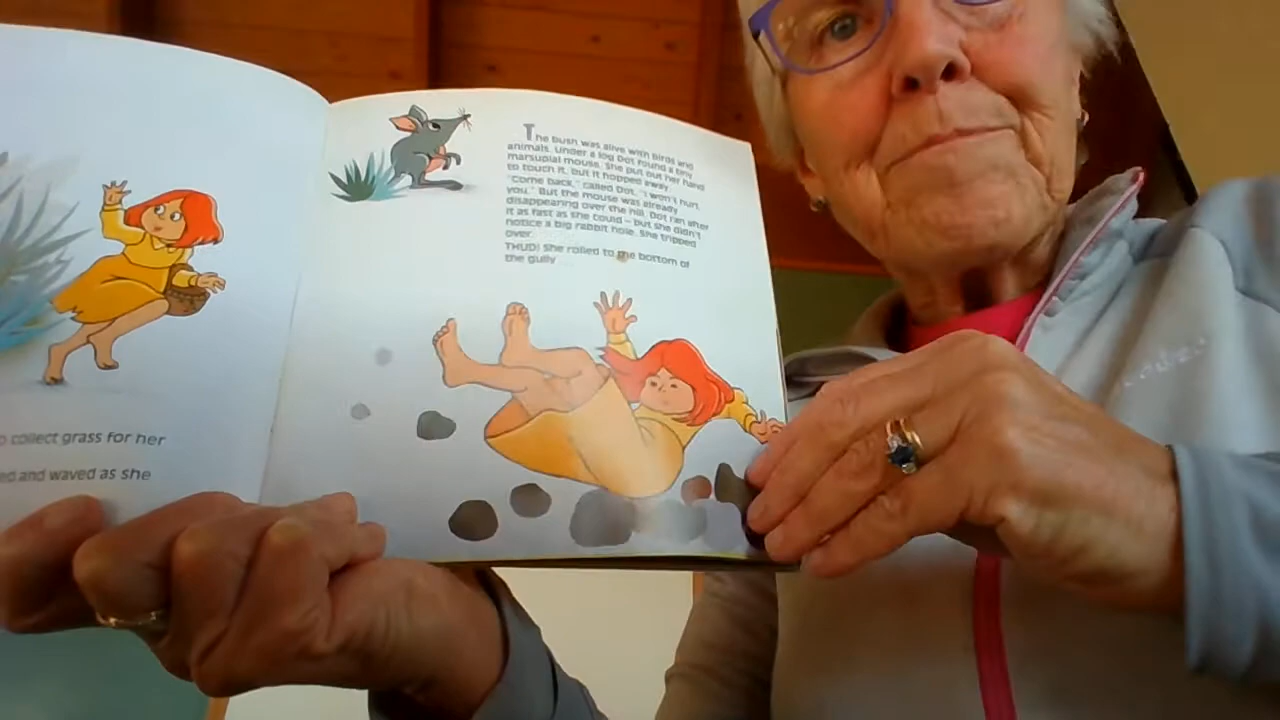 o collect grass for her
ed and waved as she
The bush was alive with birds and
animals. Under a log Dot found a tiny
marsupial mouse. She put out her hand
to touch it, but it hopped away.
"Come back," called Dot. "I won't hurt
you." But the mouse was already
disappearing over the hill. Dot ran after
it as fast as she could – but she didn't
notice a big rabbit hole. She tripped
over.
THUD! She rolled to the bottom of
the gully